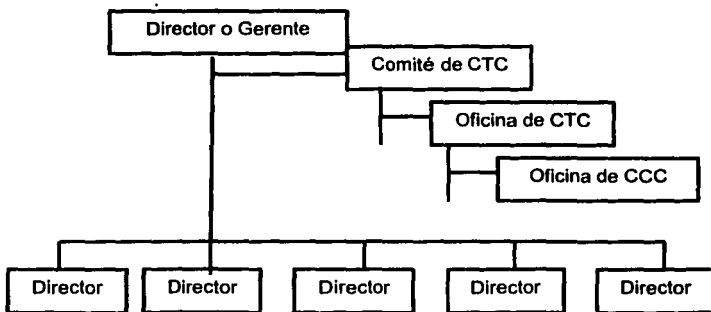 Director o Gerente
Comité de CTC
Oficina de CTC
Oficina de CCC
Director
Director
Director
Director
Director